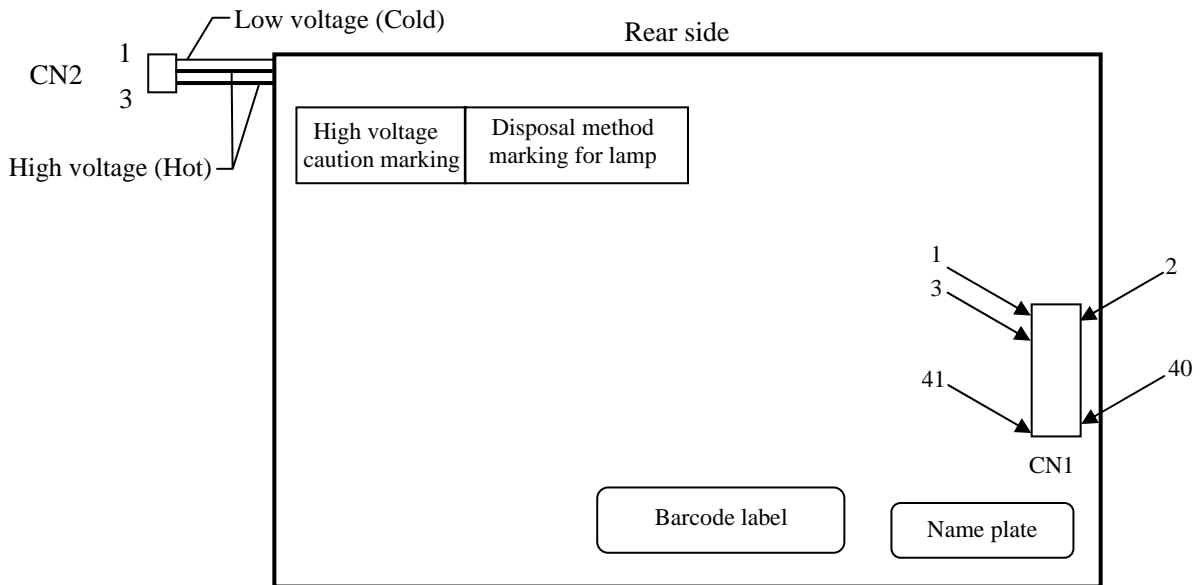 Low voltage (Cold)
Rear side
1
CN2
3
High voltage (Hot)
High voltage
caution marking
Disposal method
marking for lamp
1
2
3
41
40
CN1
Barcode label
Name plate